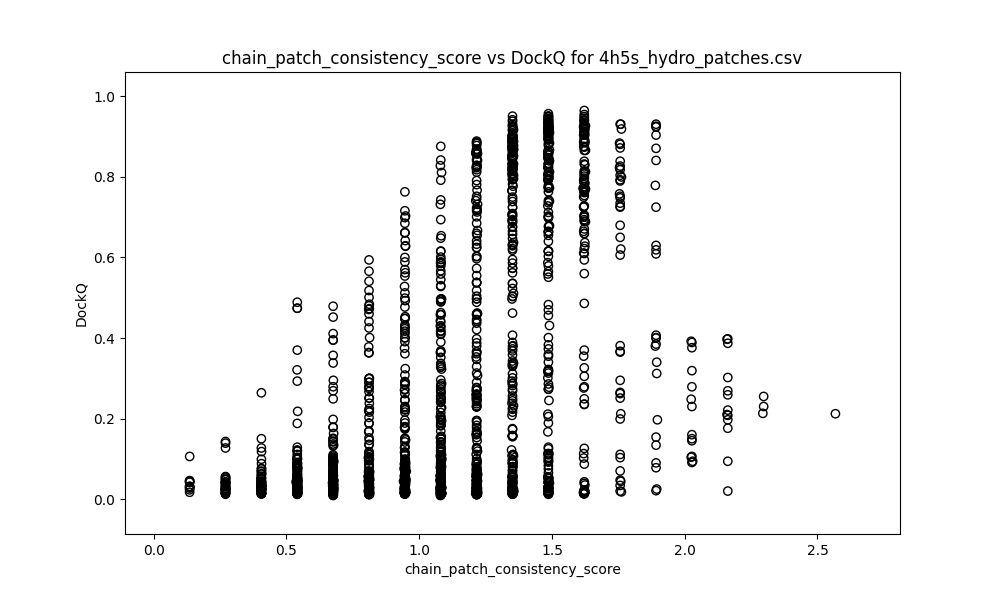 chain_patch_consistency_score vs DockQ for 4h5s_hydro_patches.csv
1.0
0.8
0.6
0.4
0.2
0.0
DockQ
0.0 0.5 1.0 1.5 2.0 2.5
chain_patch_consistency_score